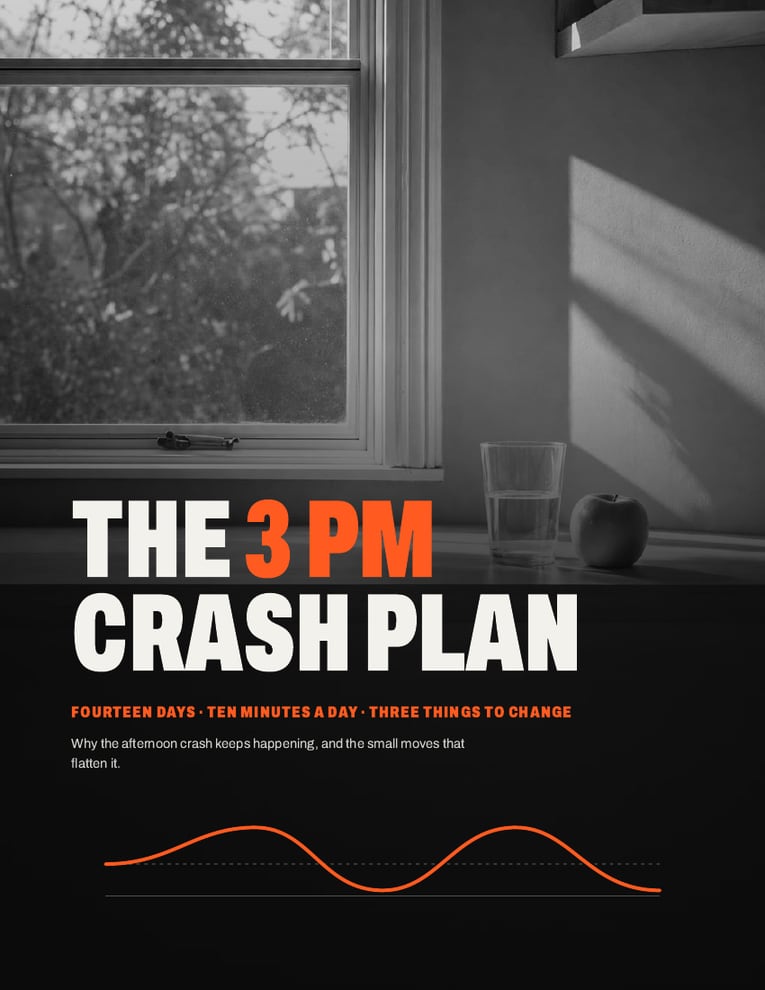 THE 3 PM
CRASH PLAN
FOURTEEN DAYS · TEN MINUTES A DAY · THREE THINGS TO CHANGE
Why the afternoon crash keeps happening, and the small moves that
flatten it.